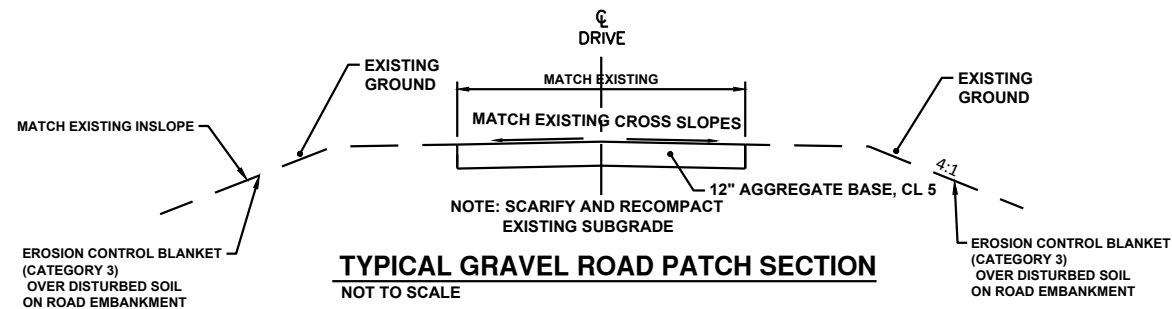 ℄
DRIVE
EXISTING
GROUND
MATCH EXISTING
EXISTING
GROUND
MATCH EXISTING INSLOPE
MATCH EXISTING CROSS SLOPES
4:1
12" AGGREGATE BASE, CL 5
NOTE: SCARIFY AND RECOMPACT
EXISTING SUBGRADE
EROSION CONTROL BLANKET
(CATEGORY 3)
OVER DISTURBED SOIL
ON ROAD EMBANKMENT
EROSION CONTROL BLANKET
(CATEGORY 3)
OVER DISTURBED SOIL
ON ROAD EMBANKMENT
TYPICAL GRAVEL ROAD PATCH SECTION
NOT TO SCALE